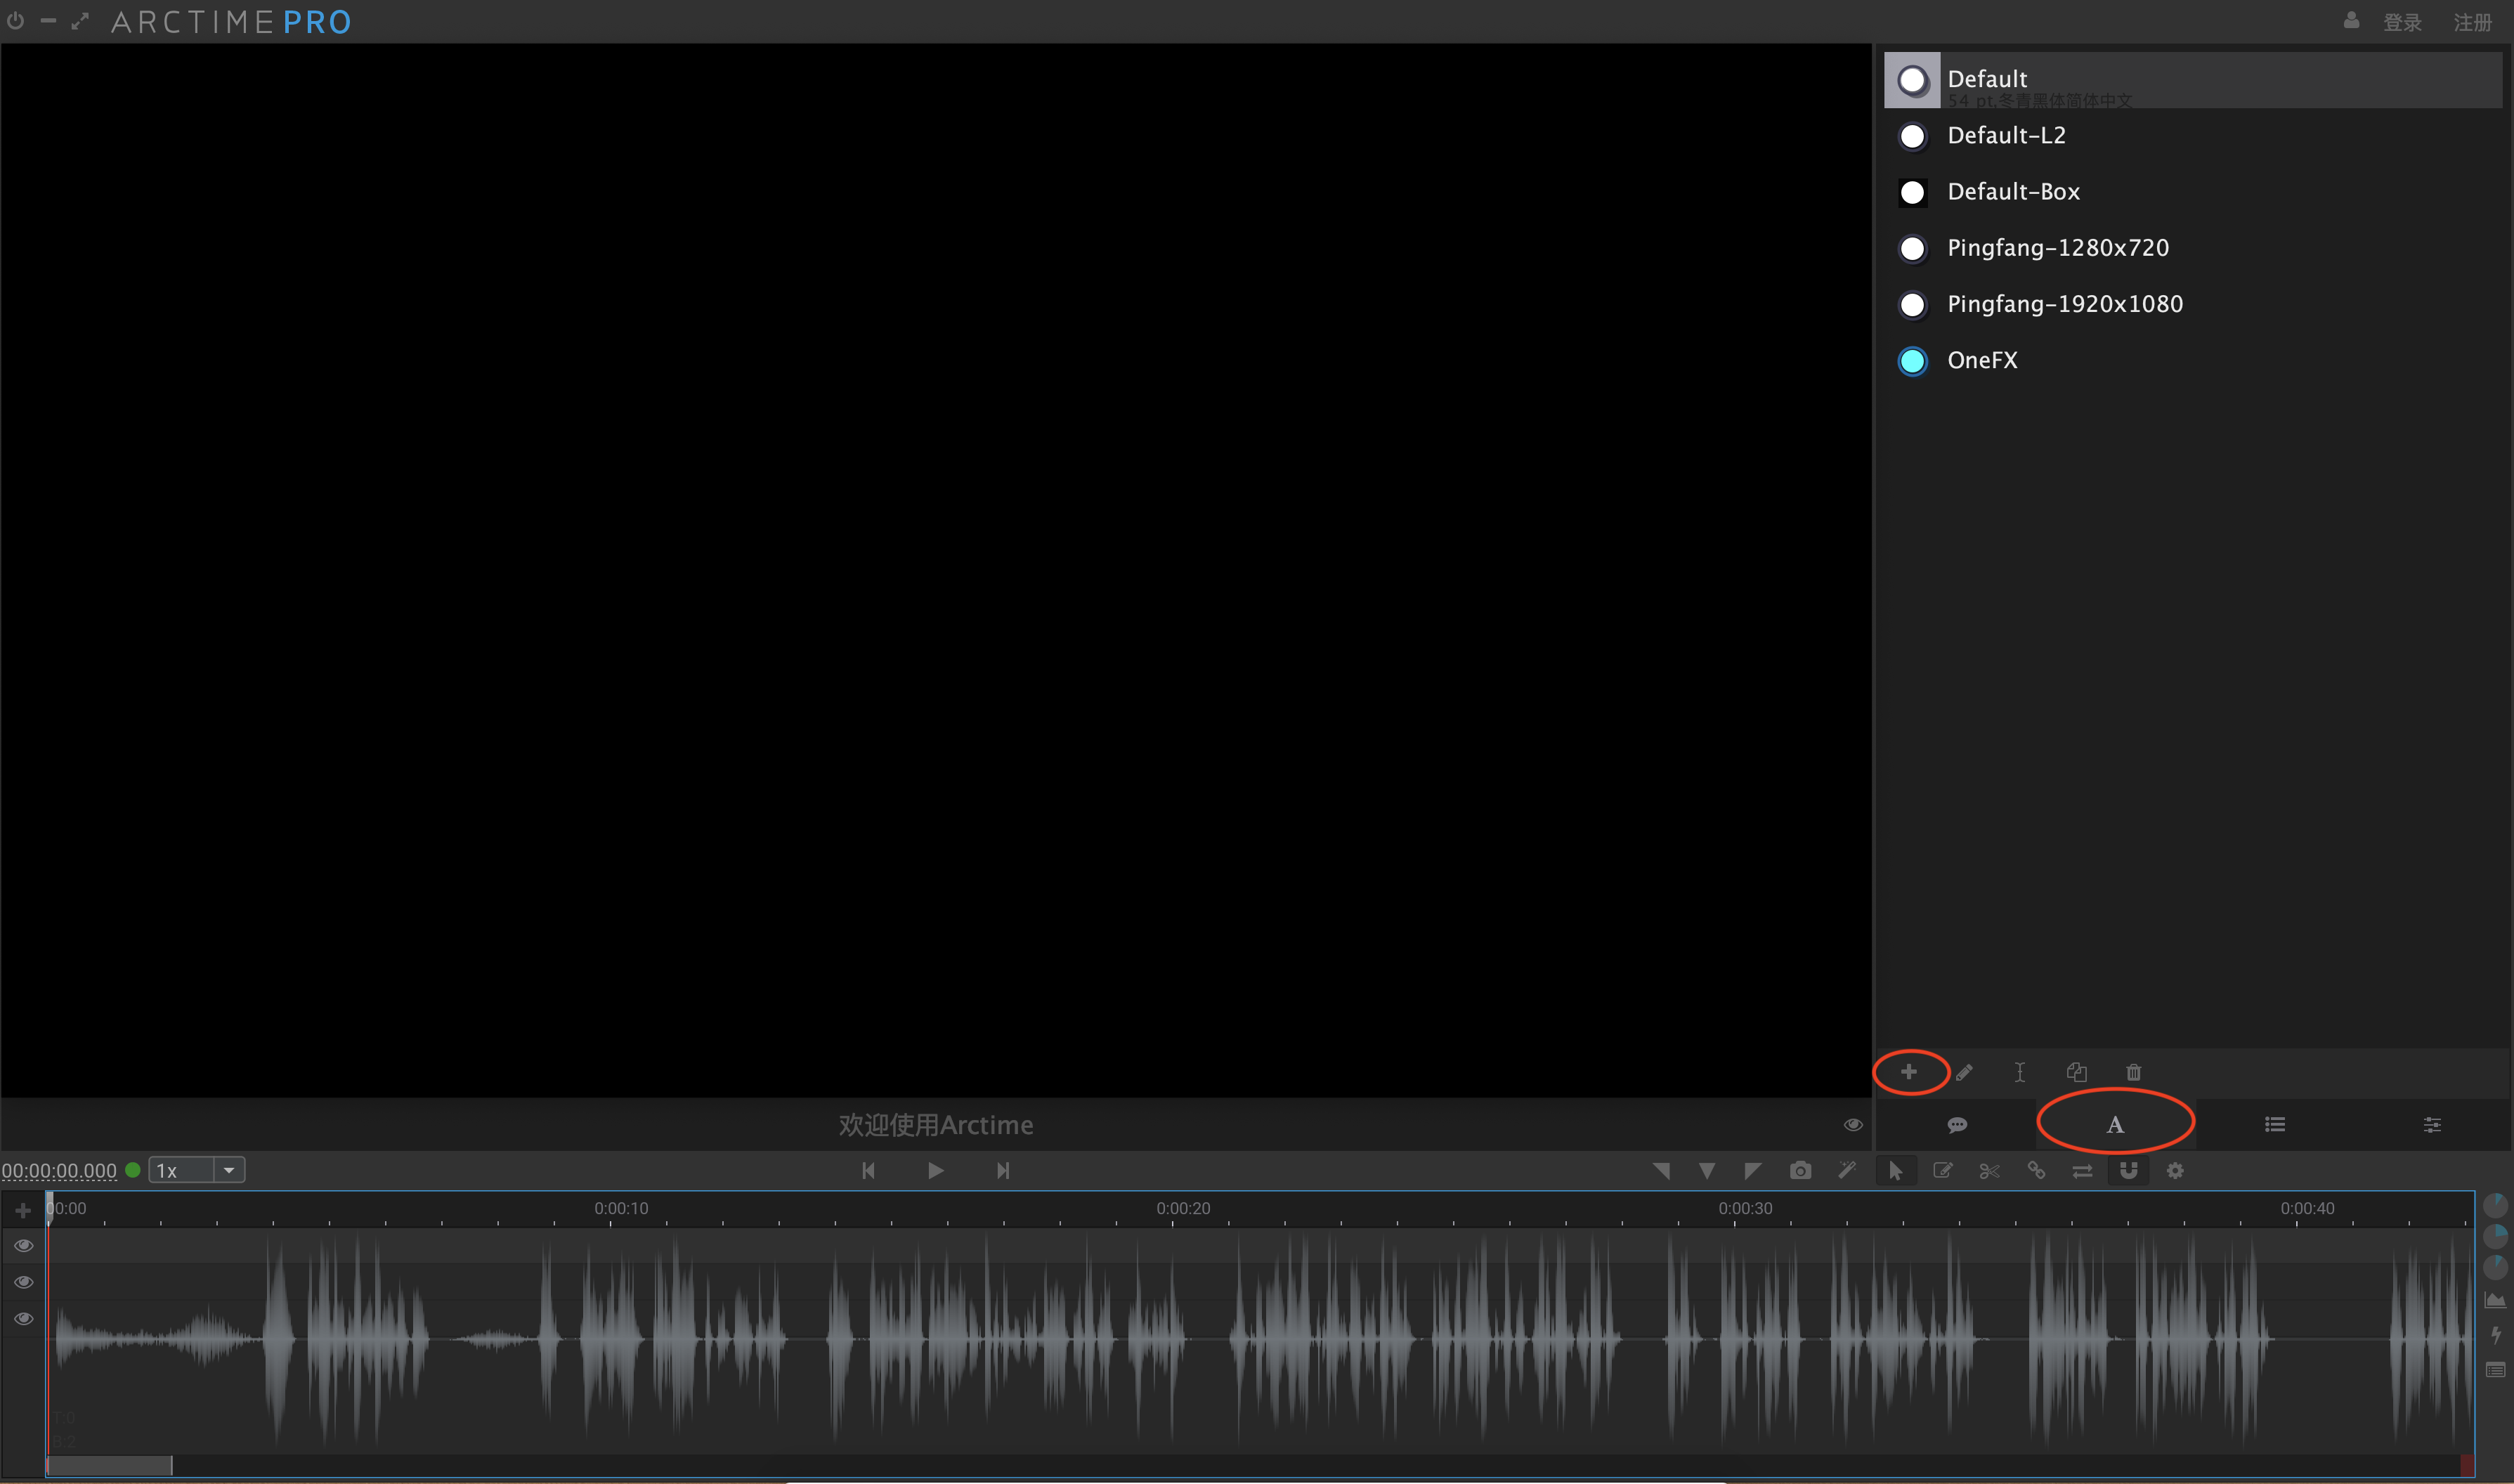 ARCTIME PRO
登录 注册
Default
54 pt.冬青黑体简体中文
Default-L2
Default-Box
Pingfang-1280x720
Pingfang-1920x1080
OneFX
A
欢迎使用Arctime
00:00:00.000 1x
00:00 0:00:10 0:00:20 0:00:30 0:00:40
T:0